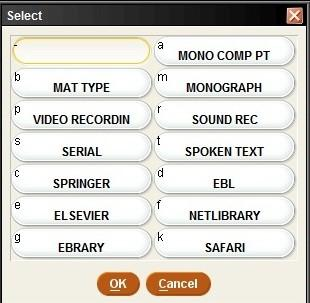 Select
-
a MONO COMP PT
b MAT TYPE
m MONOGRAPH
p VIDEO RECORDIN
r SOUND REC
s SERIAL
t SPOKEN TEXT
c SPRINGER
d EBL
e ELSEVIER
f NETLIBRARY
g EBRARY
k SAFARI
OK Cancel